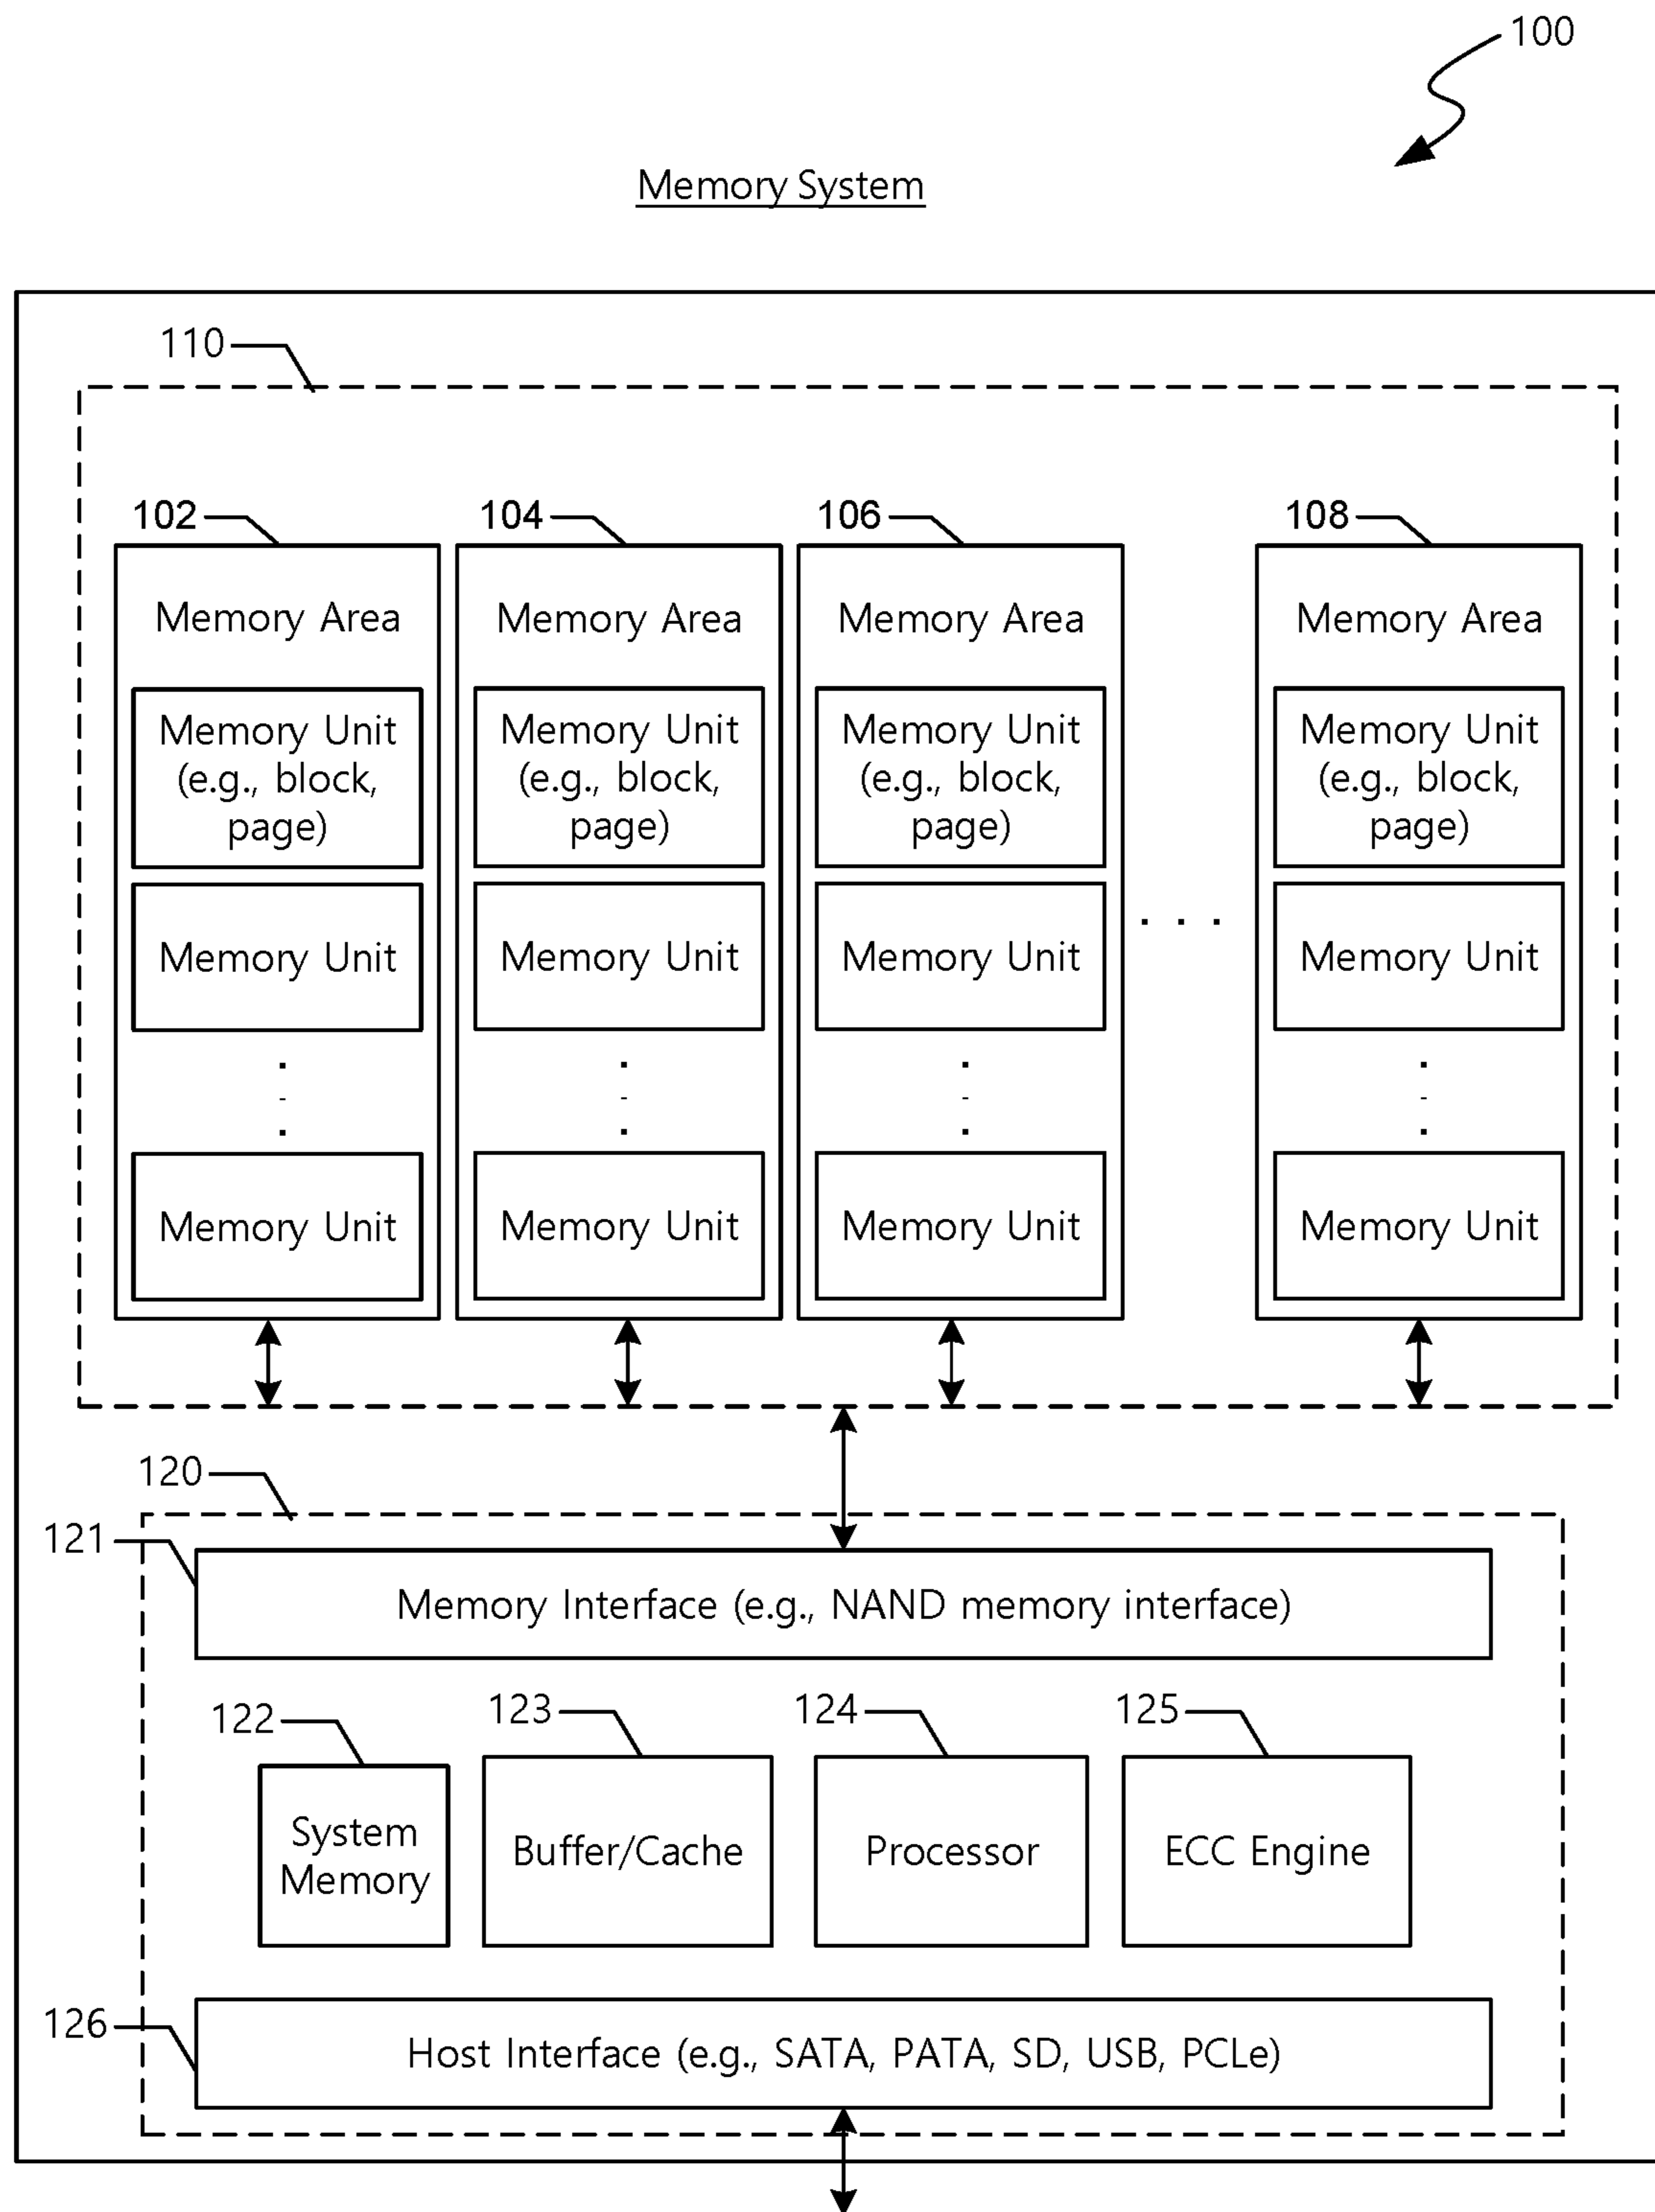 100
Memory System
110
102
104
106
108
Memory Area
Memory Area
Memory Area
Memory Area
Memory Unit
(e.g., block,
page)
Memory Unit
(e.g., block,
page)
Memory Unit
(e.g., block,
page)
Memory Unit
(e.g., block,
page)
Memory Unit
Memory Unit
Memory Unit
Memory Unit
Memory Unit
Memory Unit
Memory Unit
Memory Unit
120
121
Memory Interface (e.g., NAND memory interface)
122
123
124
125
System
Memory
Buffer/Cache
Processor
ECC Engine
126
Host Interface (e.g., SATA, PATA, SD, USB, PCLe)